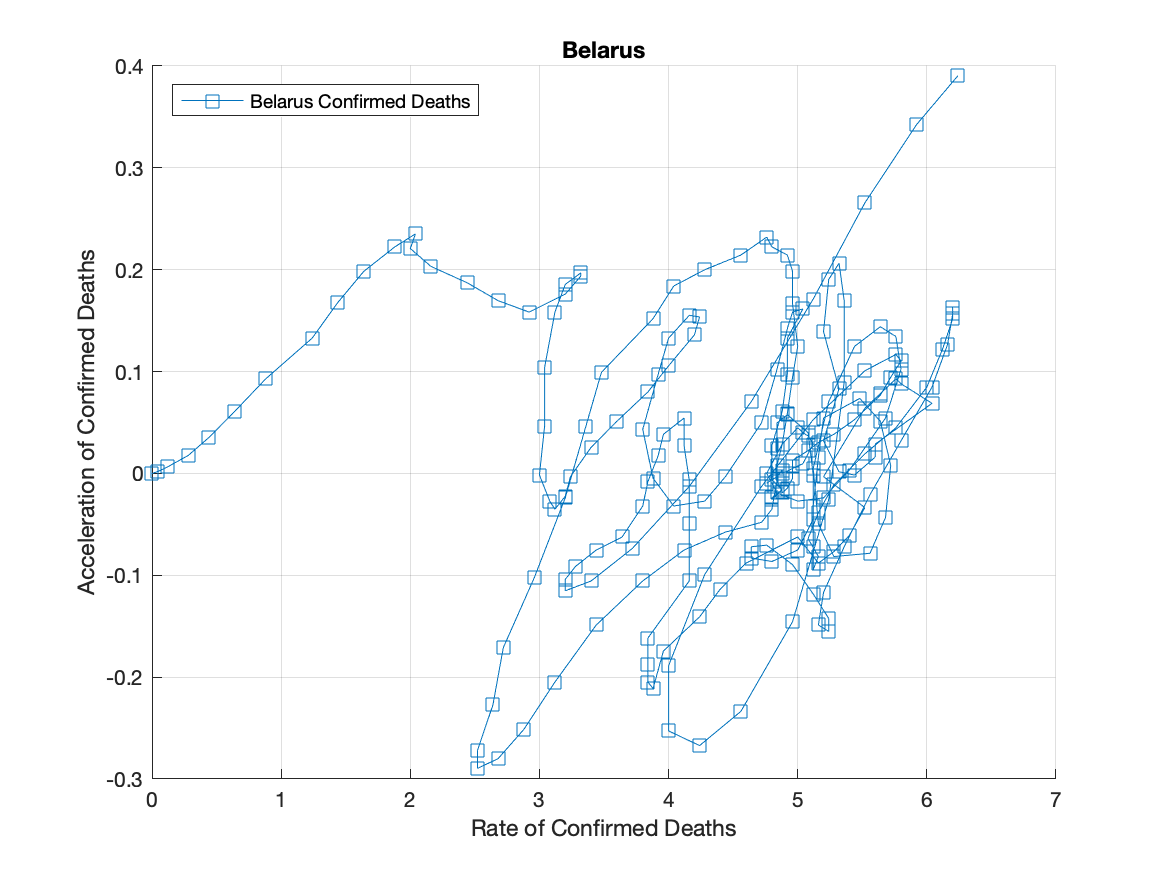 Belarus
Belarus Confirmed Deaths
Acceleration of Confirmed Deaths
0.4
0.3
0.2
0.1
0
-0.1
-0.2
-0.3
0 1 2 3 4 5 6 7
Rate of Confirmed Deaths